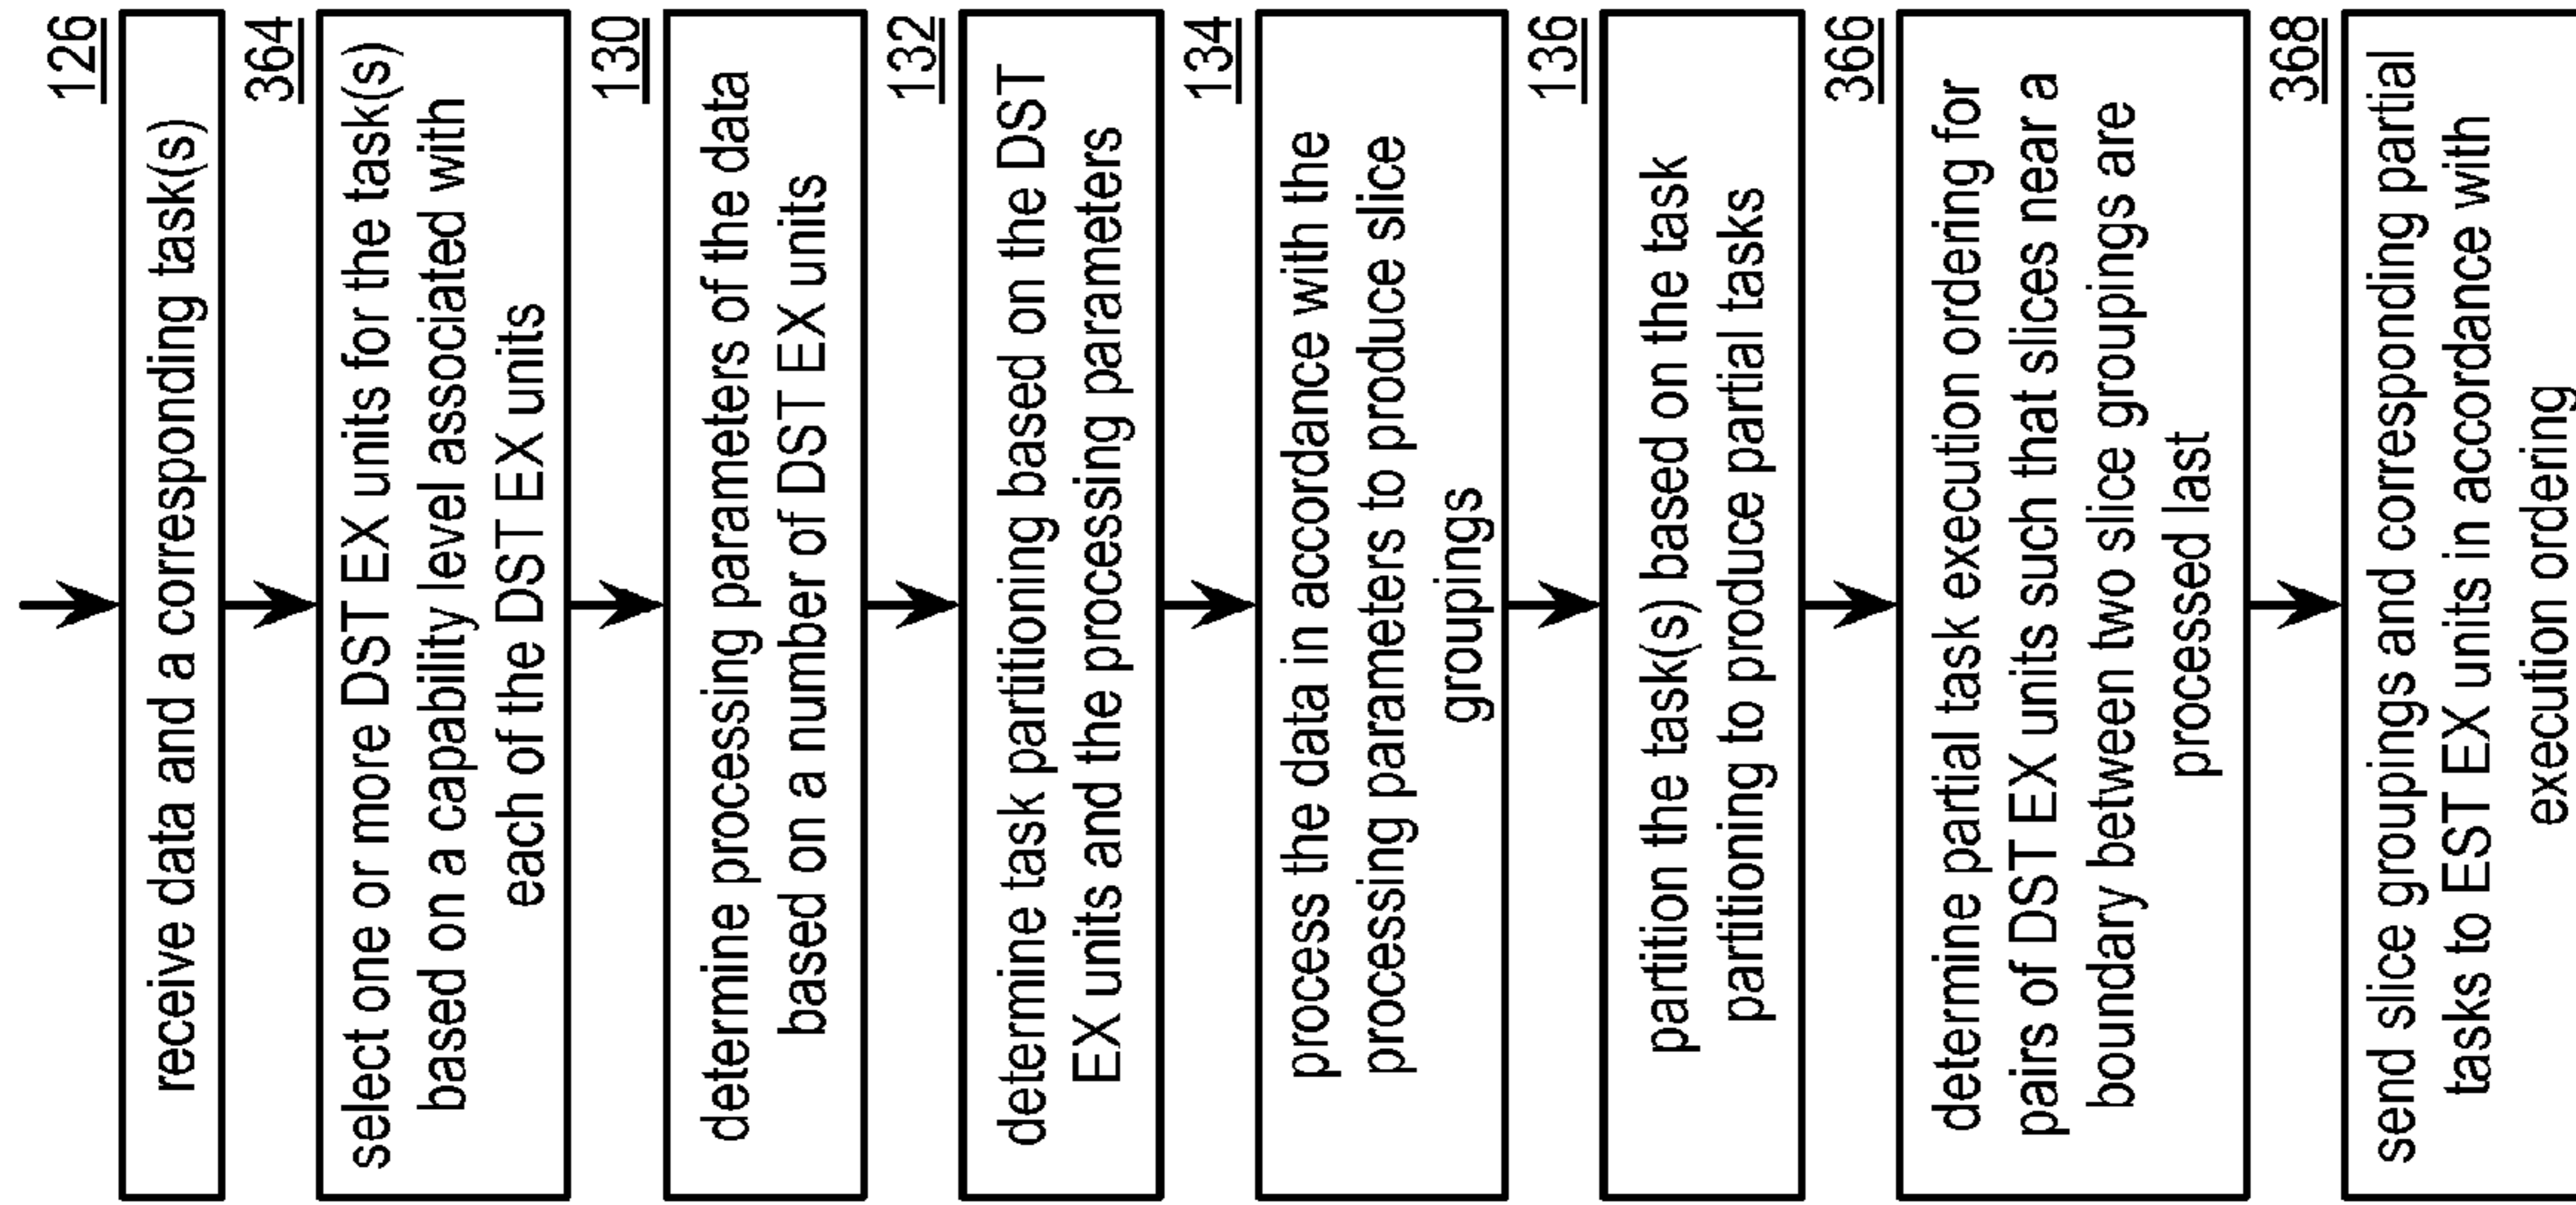 126
receive data and a corresponding task(s)
364
select one or more DST EX units for the task(s)
based on a capability level associated with
each of the DST EX units
130
determine processing parameters of the data
based on a number of DST EX units
132
determine task partitioning based on the DST
EX units and the processing parameters
134
process the data in accordance with the
processing parameters to produce slice
groupings
136
partition the task(s) based on the task
partitioning to produce partial tasks
366
determine partial task execution ordering for
pairs of DST EX units such that slices near a
boundary between two slice groupings are
processed last
368
send slice groupings and corresponding partial
tasks to EST EX units in accordance with
execution ordering